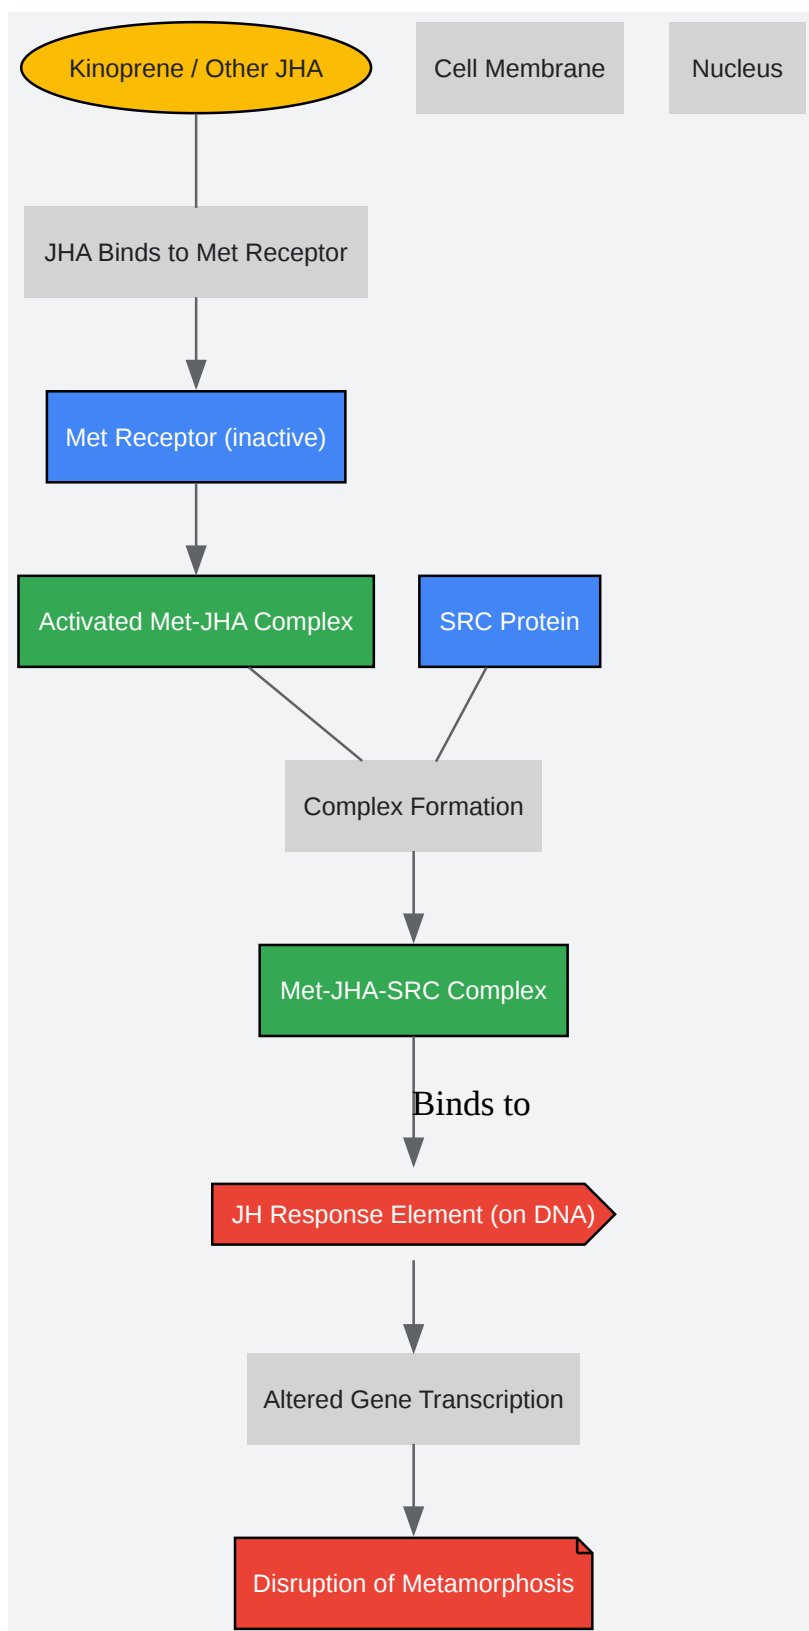 Kinoprene / Other JHA
Cell Membrane
Nucleus
JHA Binds to Met Receptor
Met Receptor (inactive)
Activated Met-JHA Complex
SRC Protein
Complex Formation
Met-JHA-SRC Complex
Binds to
JH Response Element (on DNA)
Altered Gene Transcription
Disruption of Metamorphosis